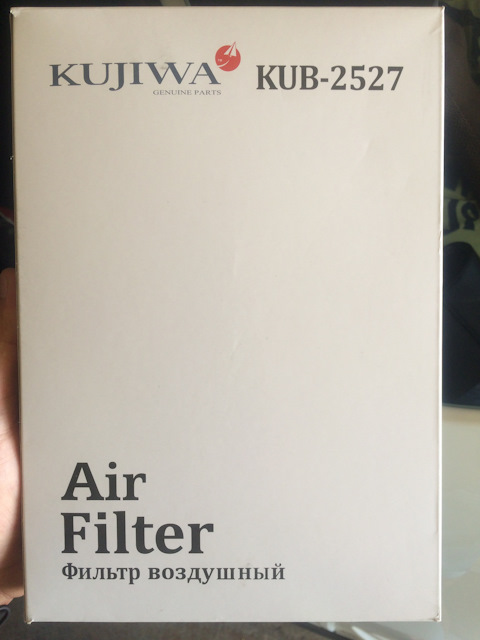 KUJIWA KUB-2527
GENUINE PARTS
Air
Filter
Фильтр воздушный